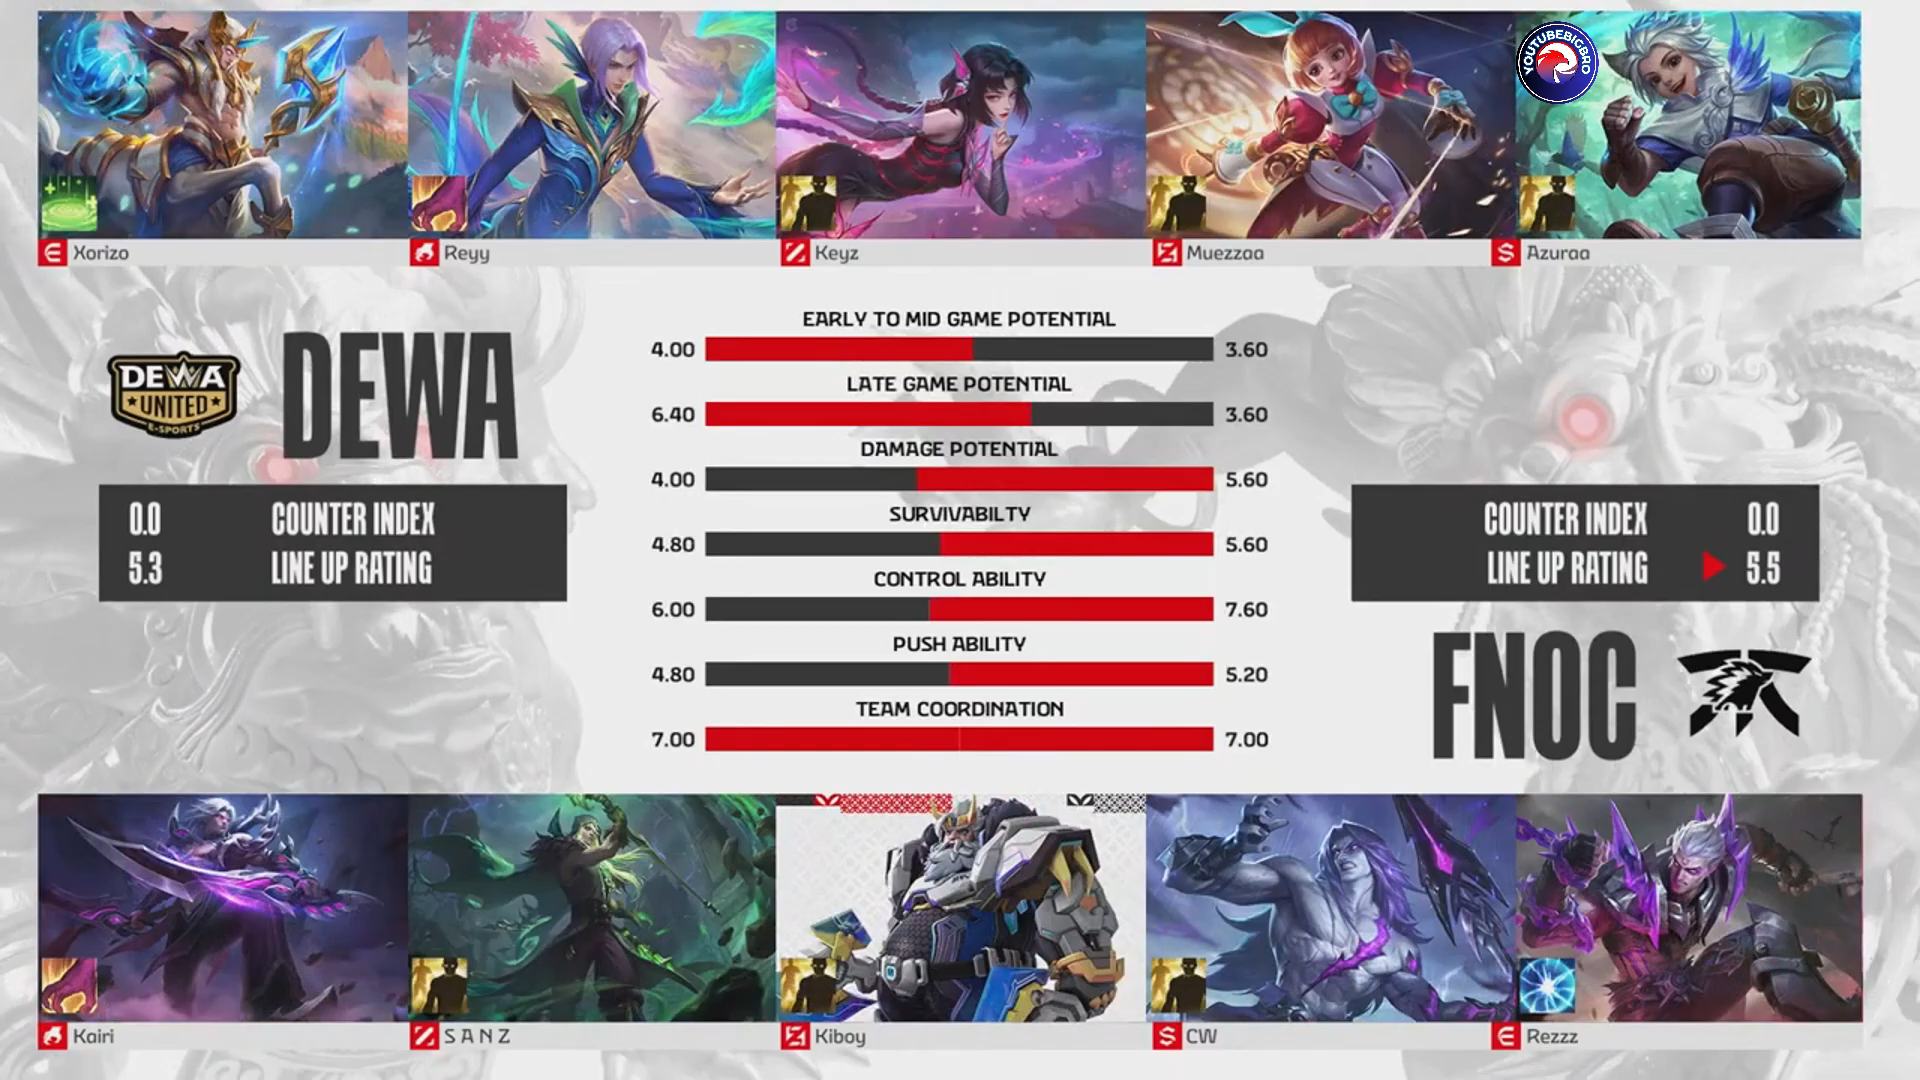 YOUTUBEBIGBRO
Xorizo
Reyy
Keyz
Muezzaa
Azuraa
DEWA
UNITED
E-SPORTS
DEWA
0.0 COUNTER INDEX
5.3 LINE UP RATING
EARLY TO MID GAME POTENTIAL
4.00 3.60
LATE GAME POTENTIAL
6.40 3.60
DAMAGE POTENTIAL
4.00 5.60
SURVIVABILTY
4.80 5.60
CONTROL ABILITY
6.00 7.60
PUSH ABILITY
4.80 5.20
TEAM COORDINATION
7.00 7.00
COUNTER INDEX 0.0
LINE UP RATING 5.5
FNOC
Kairi
S A N Z
Kiboy
CW
Rezzz